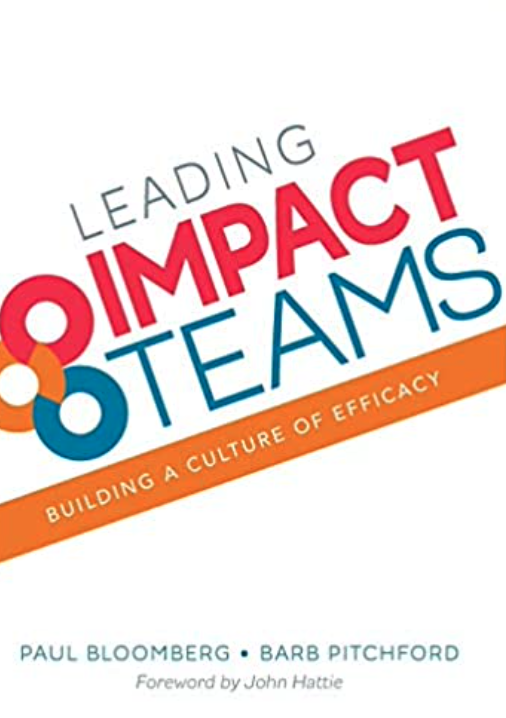 LEADING
IMPACT
TEAMS
BUILDING A CULTURE OF EFFICACY
PAUL BLOOMBERG • BARB PITCHFORD
Foreword by John Hattie